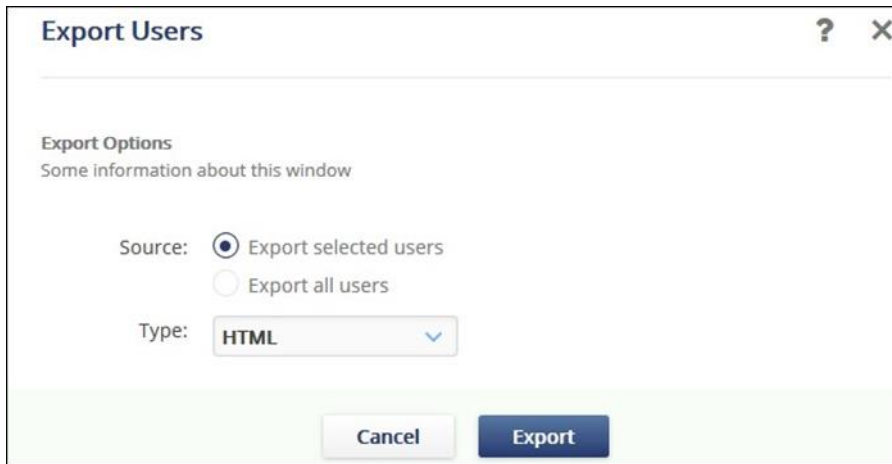 Export Users ?
Export Options
Some information about this window
Source: Export selected users
Export all users
Type: HTML
Cancel Export